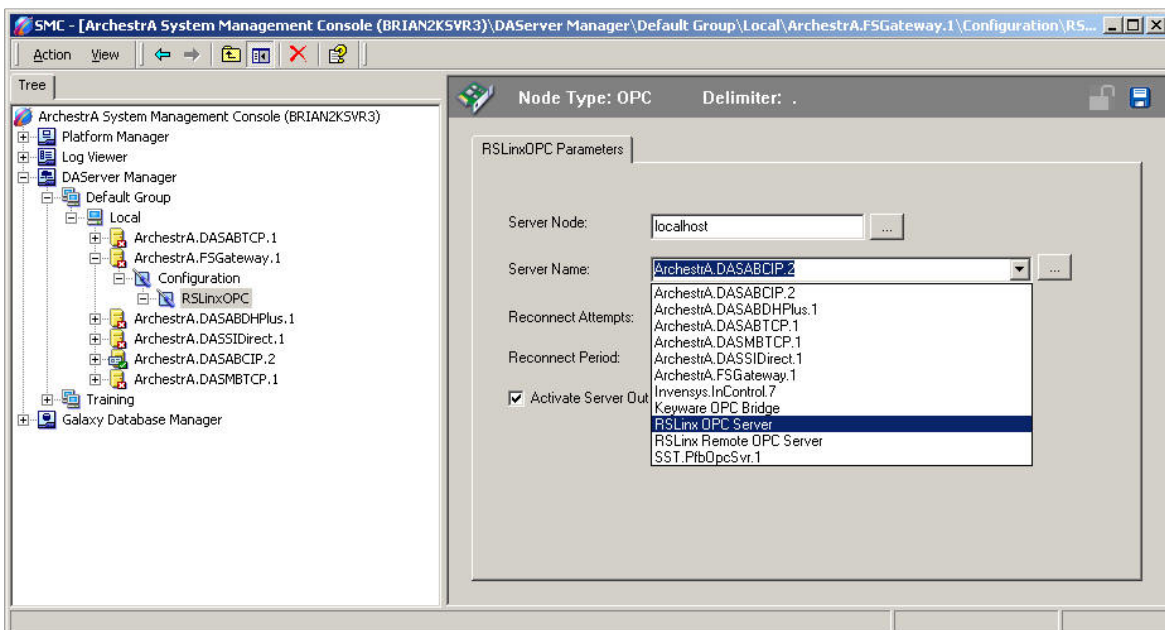 SMC - [ArchestrA System Management Console (BRIAN2KSVR3)\DAServer Manager\Default Group\Local\ArchestrA.FSGateway.1\Configuration\RS...
Action View
Tree
ArchestrA System Management Console (BRIAN2KSVR3)
Platform Manager
Log Viewer
DAServer Manager
Default Group
Local
ArchestrA.DASABTCP.1
ArchestrA.FSGateway.1
Configuration
RSLinxOPC
ArchestrA.DASABDHPlus.1
ArchestrA.DASSIDirect.1
ArchestrA.DASABCIP.2
ArchestrA.DASMBTCP.1
Training
Galaxy Database Manager
Node Type: OPC Delimiter: .
RSLinxOPC Parameters
Server Node: localhost ...
Server Name: ArchestrA.DASABCIP.2 ...
ArchestrA.DASABCIP.2
ArchestrA.DASABDHPlus.1
ArchestrA.DASABTCP.1
ArchestrA.DASMBTCP.1
ArchestrA.DASSIDirect.1
ArchestrA.FSGateway.1
Invensys.InControl.7
Keyware OPC Bridge
RSLinx OPC Server
RSLinx Remote OPC Server
SST.PfbOpcSvr.1
Reconnect Attempts:
Reconnect Period:
Activate Server Out